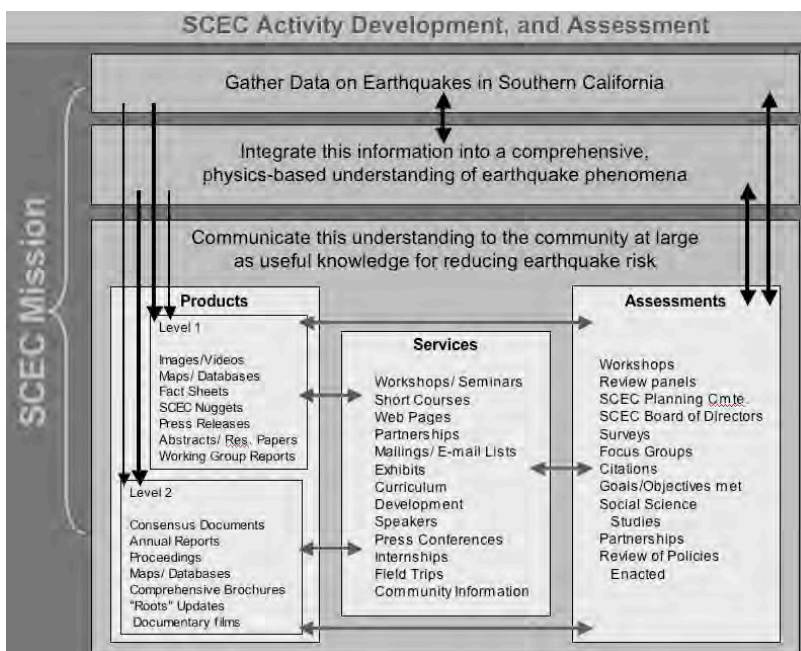 SCEC Activity Development, and Assessment
SCEC Mission
Gather Data on Earthquakes in Southern California
Integrate this information into a comprehensive,
physics-based understanding of earthquake phenomena
Communicate this understanding to the community at large
as useful knowledge for reducing earthquake risk
Products
Level 1
Images/Videos
Maps/ Databases
Fact Sheets
SCEC Nuggets
Press Releases
Abstracts/ Res. Papers
Working Group Reports
Level 2
Consensus Documents
Annual Reports
Proceedings
Maps/ Databases
Comprehensive Brochures
"Roots" Updates
Documentary films
Services
Workshops/ Seminars
Short Courses
Web Pages
Partnerships
Mailings/ E-mail Lists
Exhibits
Curriculum
Development
Speakers
Press Conferences
Internships
Field Trips
Community Information
Assessments
Workshops
Review panels
SCEC Planning Cmte.
SCEC Board of Directors
Surveys
Focus Groups
Citations
Goals/Objectives met
Social Science
Studies
Partnerships
Review of Policies
Enacted